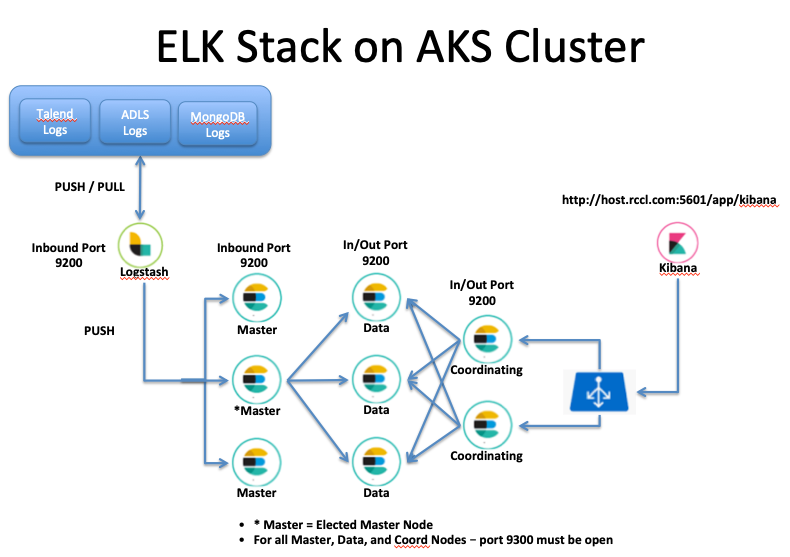 ELK Stack on AKS Cluster
Talend
Logs
ADLS
Logs
MongoDB
Logs
PUSH / PULL
http://host.rccl.com:5601/app/kibana
Inbound Port
9200
Logstash
Inbound Port
9200
In/Out Port
9200
In/Out Port
9200
Kibana
PUSH
Master
Data
Coordinating
*Master
Data
Coordinating
Master
Data
• * Master = Elected Master Node
• For all Master, Data, and Coord Nodes – port 9300 must be open